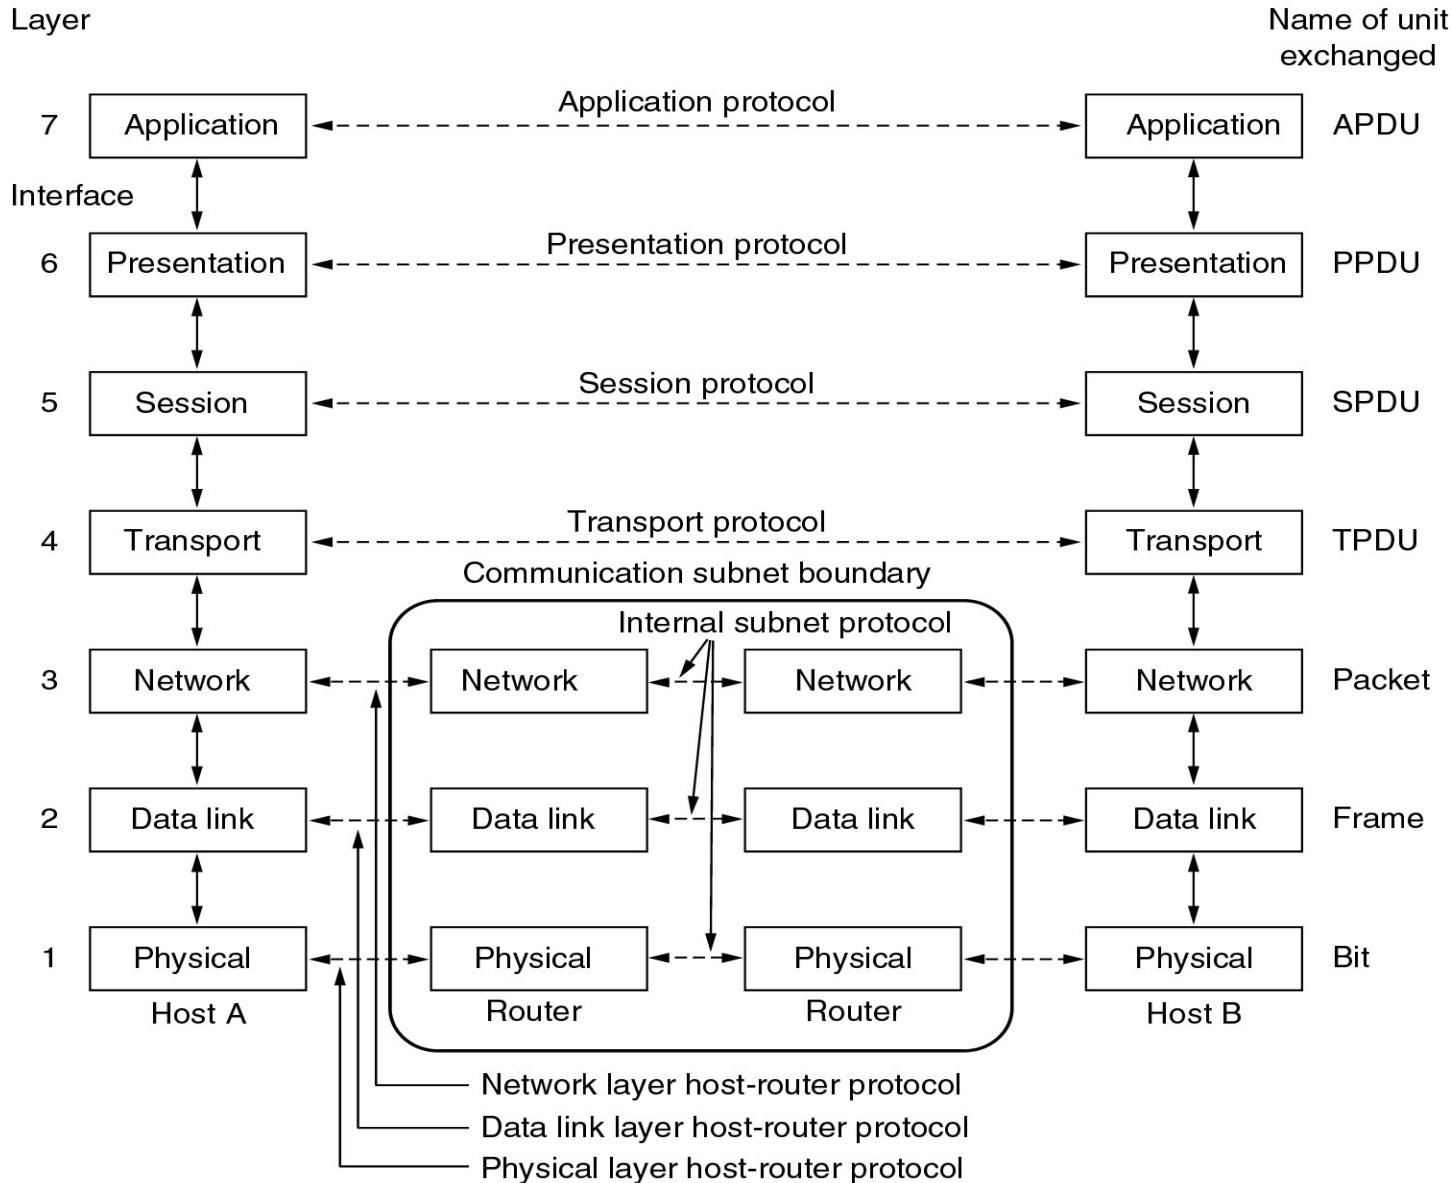 Layer
Name of unit
exchanged
Application protocol
7 Application Application APDU
Interface
Presentation protocol
6 Presentation Presentation PPDU
Session protocol
5 Session Session SPDU
Transport protocol
4 Transport Transport TPDU
Communication subnet boundary
Internal subnet protocol
3 Network Network Network Network Packet
2 Data link Data link Data link Data link Frame
1 Physical Physical Physical Physical Bit
Host A Router Router Host B
Network layer host-router protocol
Data link layer host-router protocol
Physical layer host-router protocol